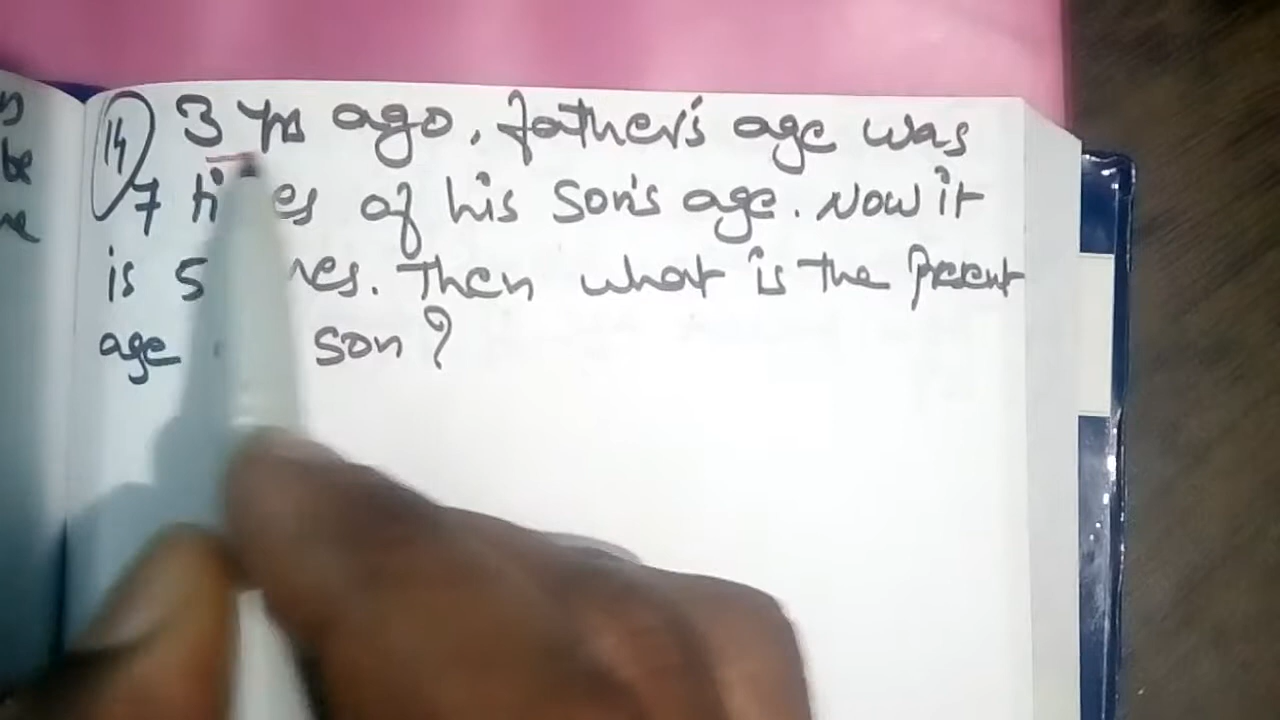 14 3 yrs ago, father's age was
7 es of his son's age. Now it
is 5 es. Then what is the Present
age son?
be